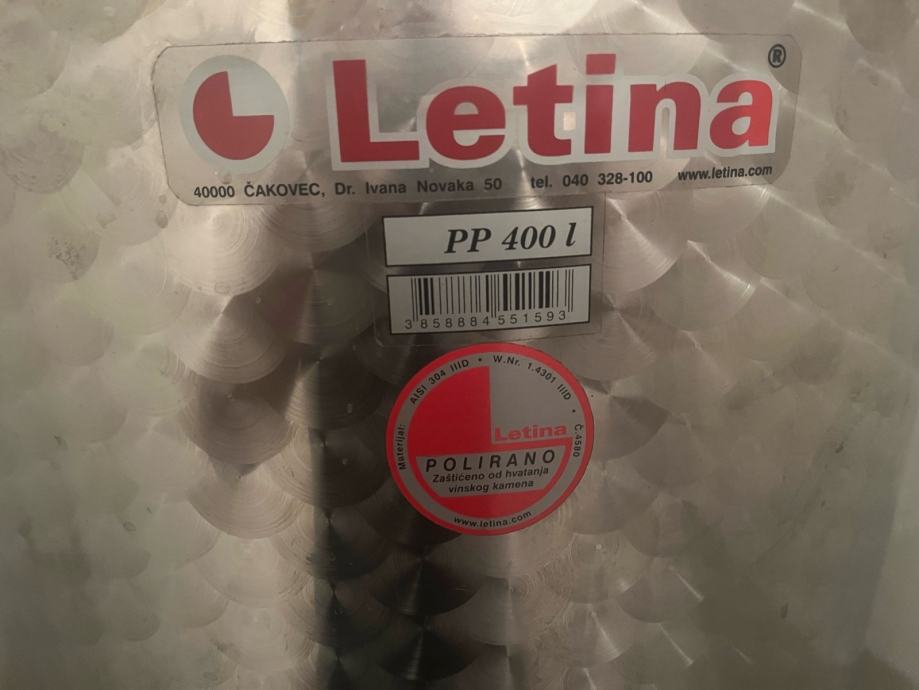 Letina®
40000 ČAKOVEC, Dr. Ivana Novaka 50 tel. 040 328-100 www.letina.com
PP 400 l
3858884551593
Materijal: AISI 304 IIID • W.Nr. 1.4301 IIID • Č.4580
Letina
POLIRANO
Zaštićeno od hvatanja
vinskog kamena
www.letina.com